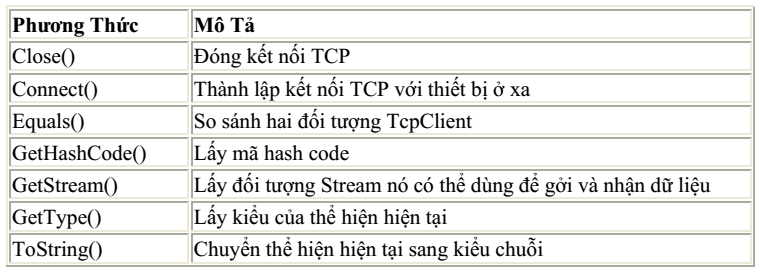 Phương Thức Mô Tả
Close() Đóng kết nối TCP
Connect() Thành lập kết nối TCP với thiết bị ở xa
Equals() So sánh hai đối tượng TcpClient
GetHashCode() Lấy mã hash code
GetStream() Lấy đối tượng Stream nó có thể dùng để gởi và nhận dữ liệu
GetType() Lấy kiểu của thể hiện hiện tại
ToString() Chuyển thể hiện hiện tại sang kiểu chuỗi